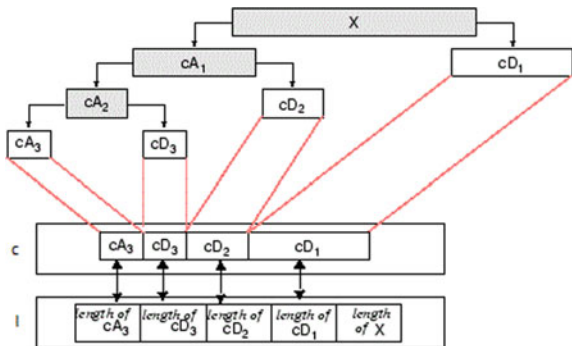 X
cA1
cD1
cA2
cD2
cA3
cD3
c
cA3 cD3 cD2 cD1
length of length of length of length of length
cA3 cD3 cD2 cD1 of X
l